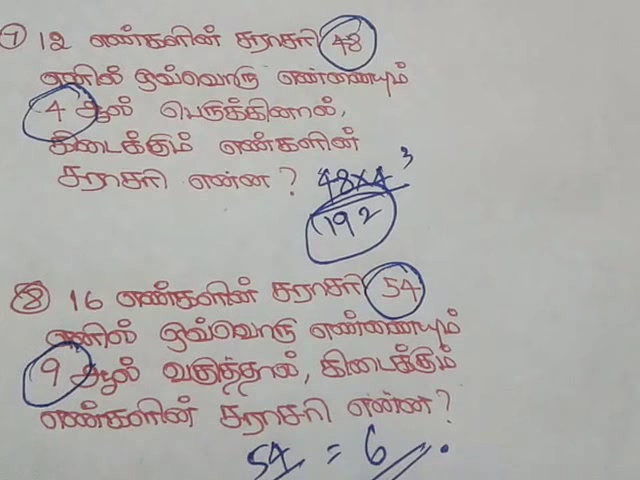 7 12 எண்களின் சராசரி 48
எனில் ஒவ்வொரு எண்ணையும்
4 ஆல் பெருக்கினால்,
கிடைக்கும் எண்களின்
சராசரி என்ன? 48x4 3
192
8 16 எண்களின் சராசரி 54
எனில் ஒவ்வொரு எண்ணையும்
9 ஆல் வகுத்தால், கிடைக்கும்
எண்களின் சராசரி என்ன?
54 = 6